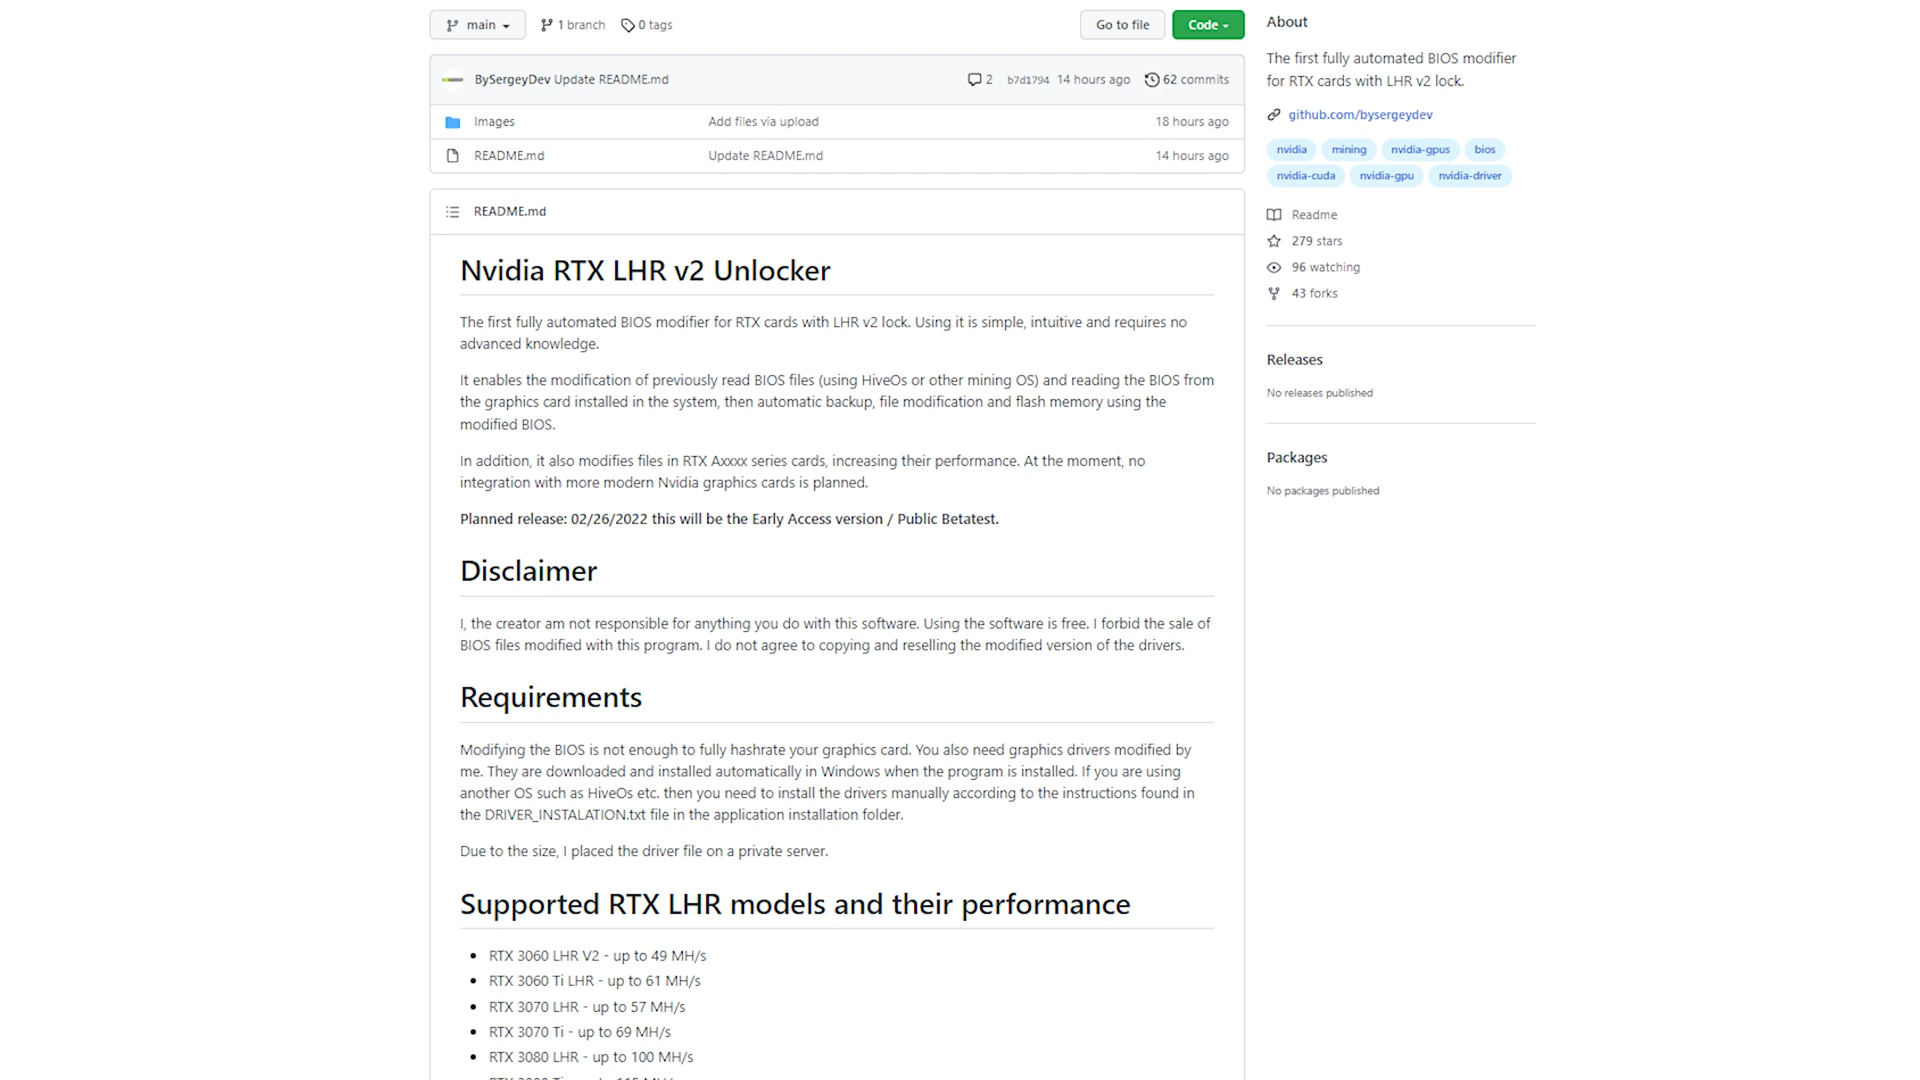 main
1 branch
0 tags
Go to file
Code
BySergeyDev Update README.md
2
b7d1794 14 hours ago
62 commits
Images
Add files via upload
18 hours ago
README.md
Update README.md
14 hours ago
README.md
Nvidia RTX LHR v2 Unlocker
The first fully automated BIOS modifier for RTX cards with LHR v2 lock. Using it is simple, intuitive and requires no
advanced knowledge.
It enables the modification of previously read BIOS files (using HiveOs or other mining OS) and reading the BIOS from
the graphics card installed in the system, then automatic backup, file modification and flash memory using the
modified BIOS.
In addition, it also modifies files in RTX Axxxx series cards, increasing their performance. At the moment, no
integration with more modern Nvidia graphics cards is planned.
Planned release: 02/26/2022 this will be the Early Access version / Public Betatest.
Disclaimer
I, the creator am not responsible for anything you do with this software. Using the software is free. I forbid the sale of
BIOS files modified with this program. I do not agree to copying and reselling the modified version of the drivers.
Requirements
Modifying the BIOS is not enough to fully hashrate your graphics card. You also need graphics drivers modified by
me. They are downloaded and installed automatically in Windows when the program is installed. If you are using
another OS such as HiveOs etc. then you need to install the drivers manually according to the instructions found in
the DRIVER_INSTALATION.txt file in the application installation folder.
Due to the size, I placed the driver file on a private server.
Supported RTX LHR models and their performance
RTX 3060 LHR V2 - up to 49 MH/s
RTX 3060 Ti LHR - up to 61 MH/s
RTX 3070 LHR - up to 57 MH/s
RTX 3070 Ti - up to 69 MH/s
RTX 3080 LHR - up to 100 MH/s
About
The first fully automated BIOS modifier
for RTX cards with LHR v2 lock.
github.com/bysergeydev
nvidia mining nvidia-gpus bios
nvidia-cuda nvidia-gpu nvidia-driver
Readme
279 stars
96 watching
43 forks
Releases
No releases published
Packages
No packages published